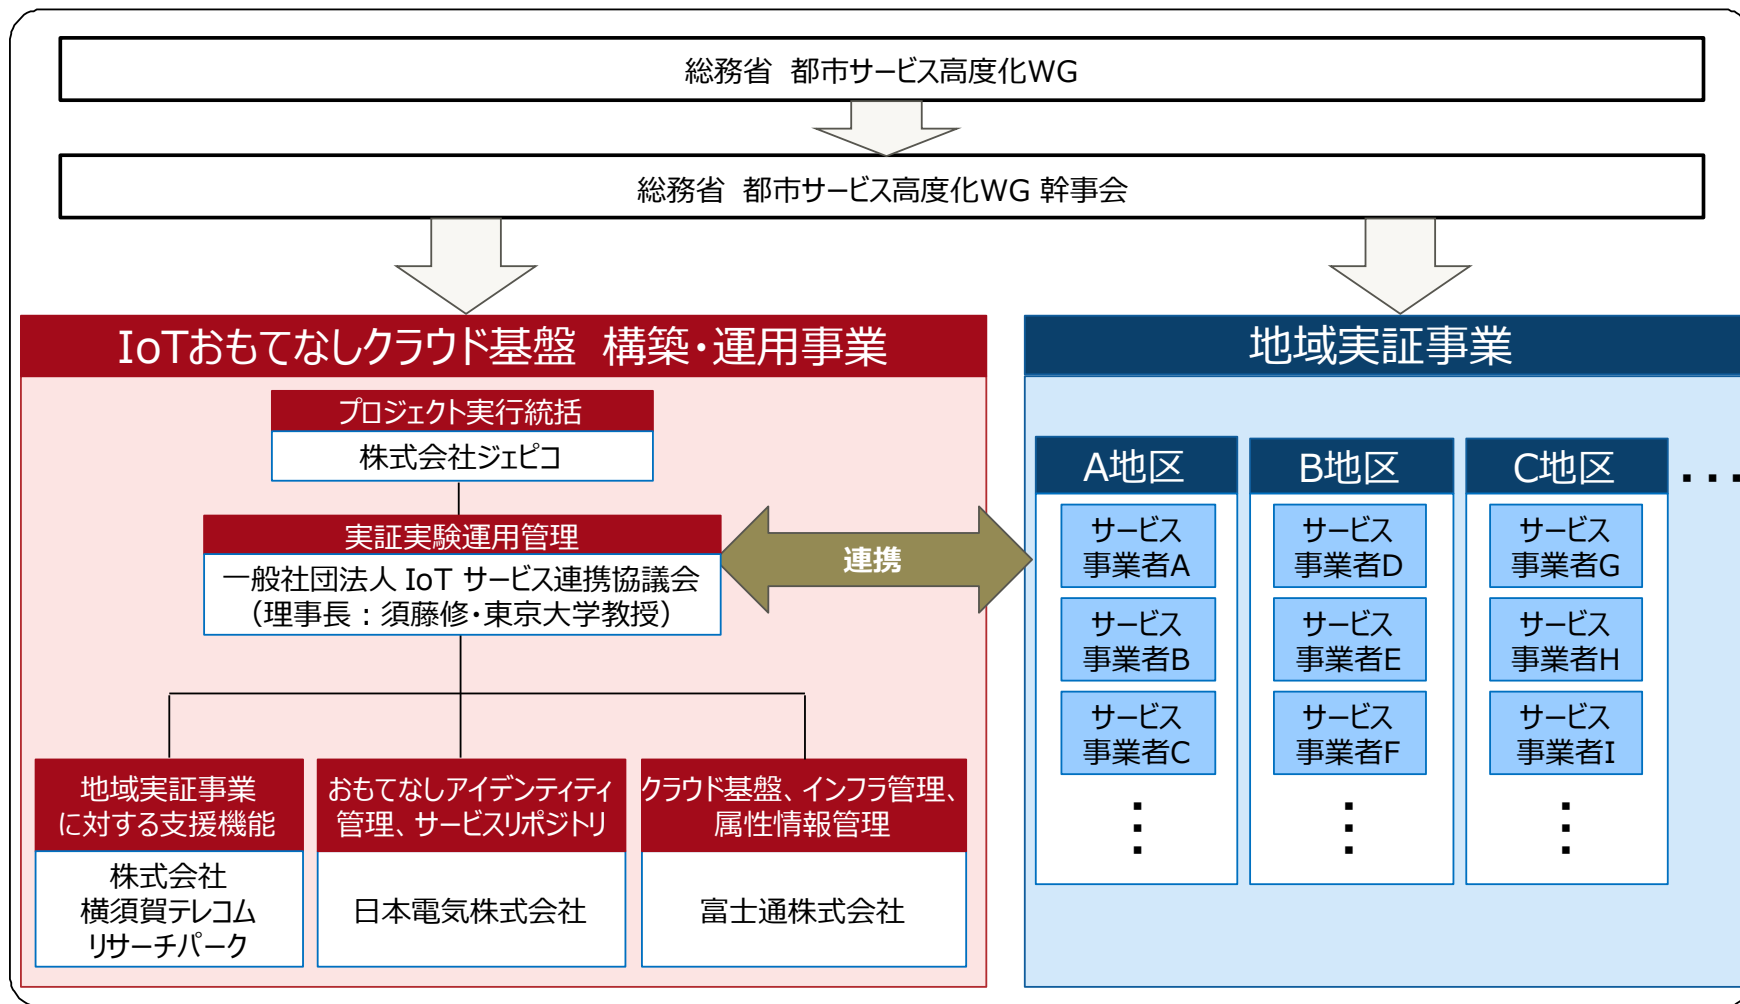 総務省 都市サービス高度化WG
総務省 都市サービス高度化WG 幹事会
IoTおもてなしクラウド基盤 構築・運用事業
プロジェクト実行統括
株式会社ジェピコ
実証実験運用管理
一般社団法人 IoT サービス連携協議会
（理事長：須藤修・東京大学教授）
地域実証事業
に対する支援機能
株式会社
横須賀テレコム
リサーチパーク
おもてなしアイデンティティ
管理、サービスリポジトリ
日本電気株式会社
クラウド基盤、インフラ管理、
属性情報管理
富士通株式会社
連携
地域実証事業
A地区
サービス
事業者A
サービス
事業者B
サービス
事業者C
⋮
B地区
サービス
事業者D
サービス
事業者E
サービス
事業者F
⋮
C地区
サービス
事業者G
サービス
事業者H
サービス
事業者I
⋮
...